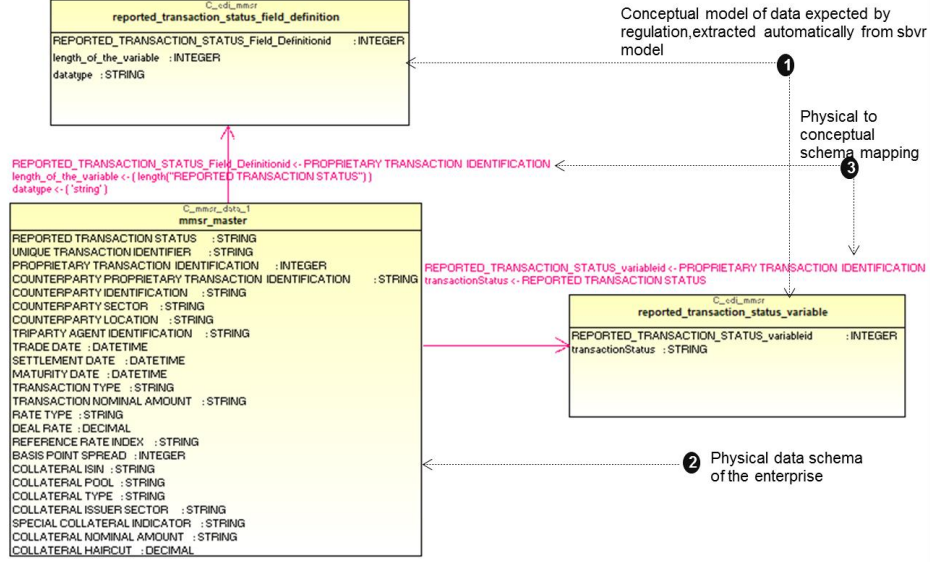 C_cdi_mmsr
reported_transaction_status_field_definition
REPORTED_TRANSACTION_STATUS_Field_Definitionid : INTEGER
length_of_the_variable : INTEGER
datatype : STRING
Conceptual model of data expected by
regulation,extracted automatically from sbvr
model
1
Physical to
conceptual
schema mapping
3
REPORTED_TRANSACTION_STATUS_Field_Definitionid <- PROPRIETARY TRANSACTION IDENTIFICATION
length_of_the_variable <- ( length("REPORTED TRANSACTION STATUS") )
datatype <- ( 'string' )
C_mmsr_data_1
mmsr_master
REPORTED TRANSACTION STATUS : STRING
UNIQUE TRANSACTION IDENTIFIER : STRING
PROPRIETARY TRANSACTION IDENTIFICATION : INTEGER
COUNTERPARTY PROPRIETARY TRANSACTION IDENTIFICATION : STRING
COUNTERPARTY IDENTIFICATION : STRING
COUNTERPARTY SECTOR : STRING
COUNTERPARTY LOCATION : STRING
TRIPARTY AGENT IDENTIFICATION : STRING
TRADE DATE : DATETIME
SETTLEMENT DATE : DATETIME
MATURITY DATE : DATETIME
TRANSACTION TYPE : STRING
TRANSACTION NOMINAL AMOUNT : STRING
RATE TYPE : STRING
DEAL RATE : DECIMAL
REFERENCE RATE INDEX : STRING
BASIS POINT SPREAD : INTEGER
COLLATERAL ISIN : STRING
COLLATERAL POOL : STRING
COLLATERAL TYPE : STRING
COLLATERAL ISSUER SECTOR : STRING
SPECIAL COLLATERAL INDICATOR : STRING
COLLATERAL NOMINAL AMOUNT : STRING
COLLATERAL HAIRCUT : DECIMAL
REPORTED_TRANSACTION_STATUS_variableid <- PROPRIETARY TRANSACTION IDENTIFICATION
transactionStatus <- REPORTED TRANSACTION STATUS
C_cdi_mmsr
reported_transaction_status_variable
REPORTED_TRANSACTION_STATUS_variableid : INTEGER
transactionStatus : STRING
2
Physical data schema
of the enterprise